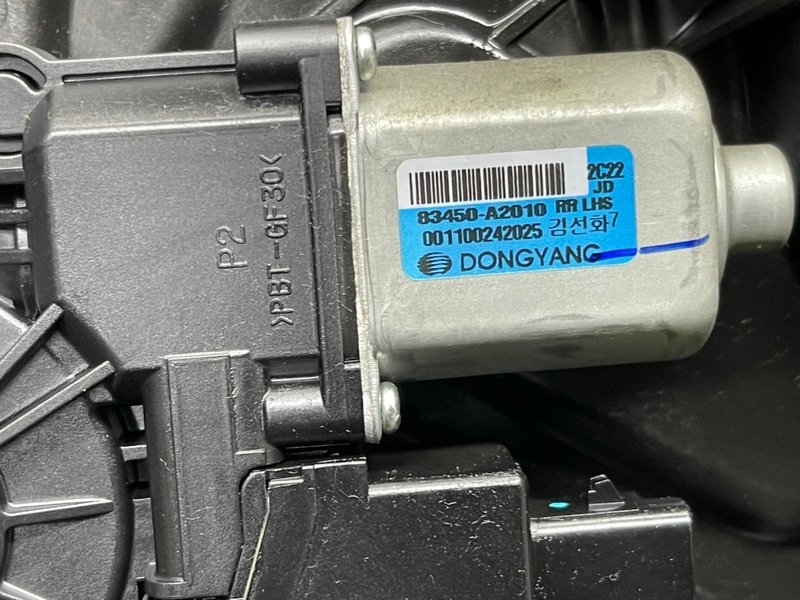 2C22
JD
83450-A2010 RR LHS
001100242025 김선화 7
DONGYANG
P2
>PBT-GF30<